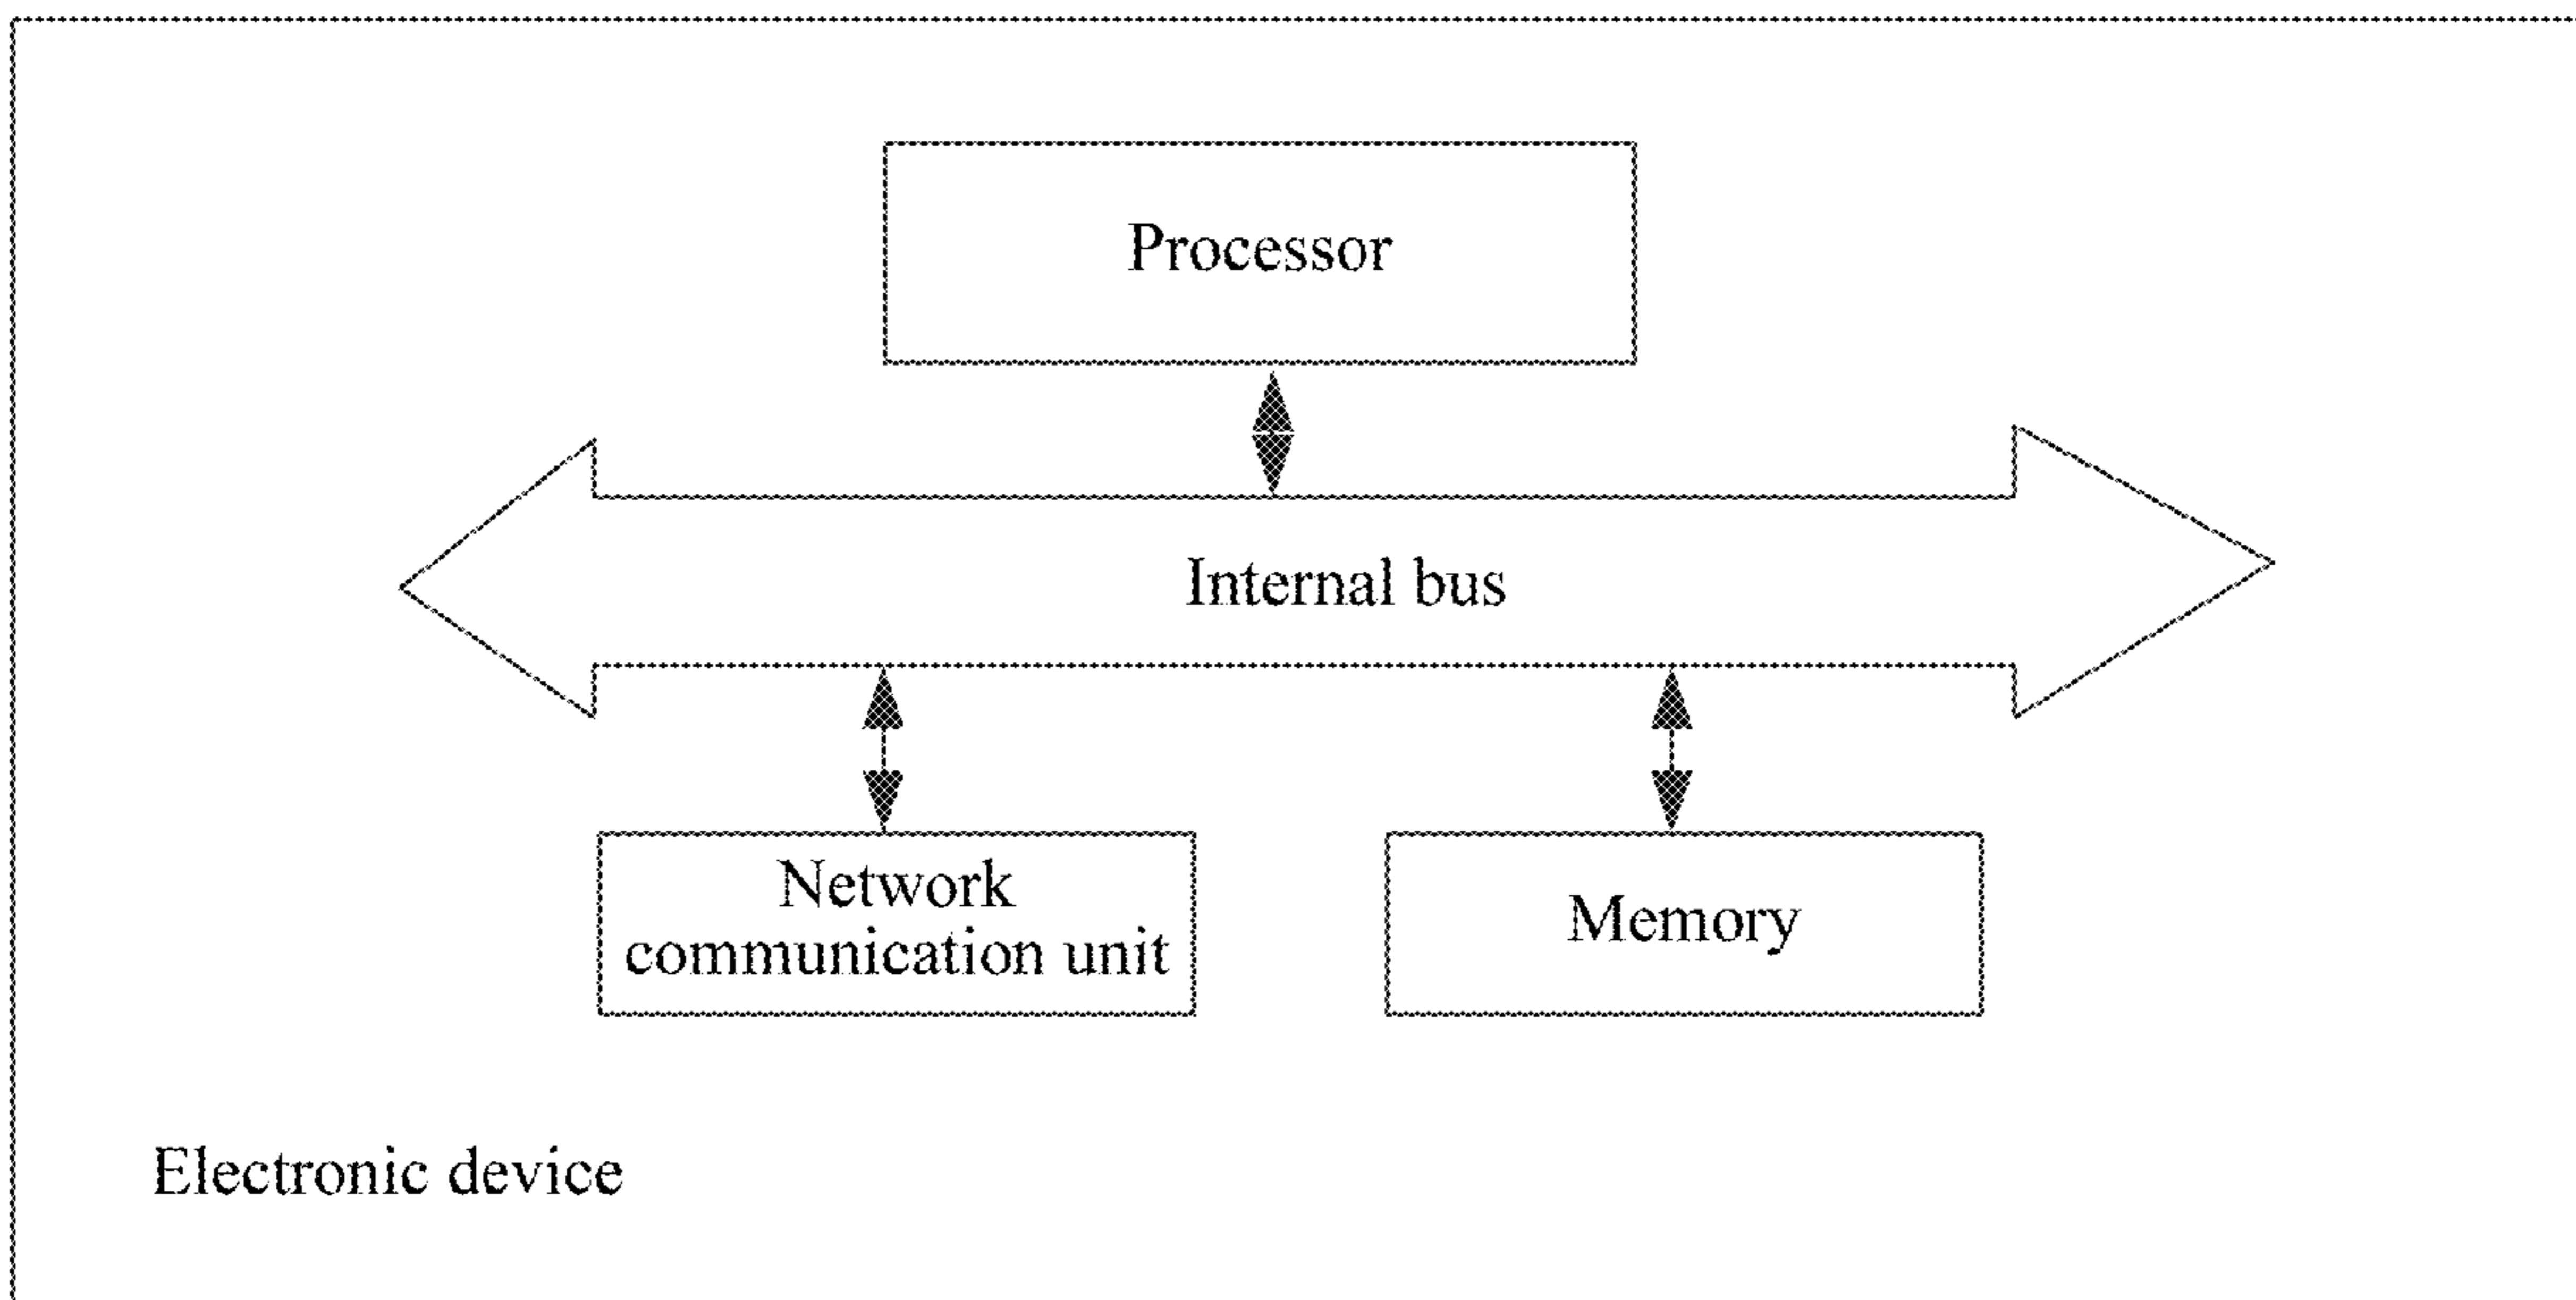 Processor
Internal bus
Network
communication unit
Memory
Electronic device